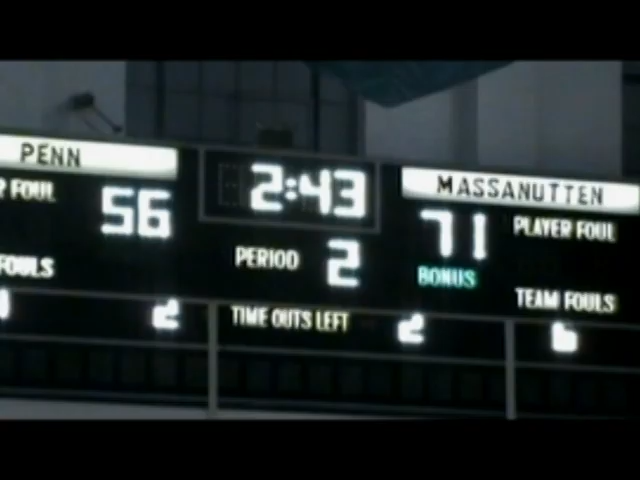 PENN
2:43
MASSANUTTEN
R FOUL
56
71
PLAYER FOUL
PERIOD
2
FOULS
BONUS
TEAM FOULS
2
TIME OUTS LEFT
2
6